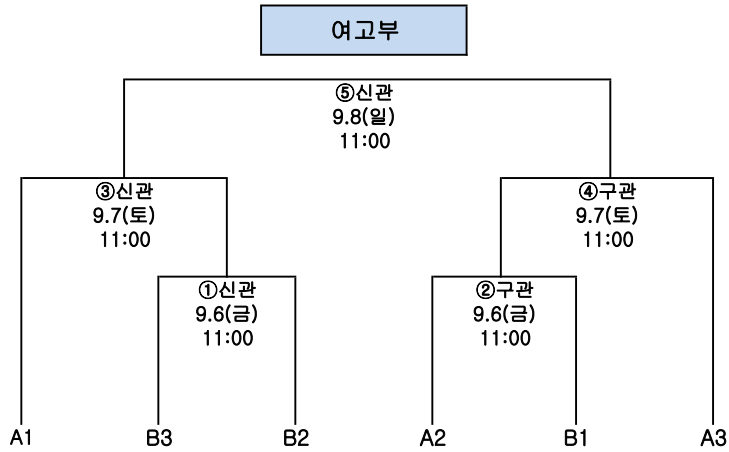 여고부
⑤신관
9.8(일)
11:00
③신관
9.7(토)
11:00
④구관
9.7(토)
11:00
①신관
9.6(금)
11:00
②구관
9.6(금)
11:00
A1
B3
B2
A2
B1
A3